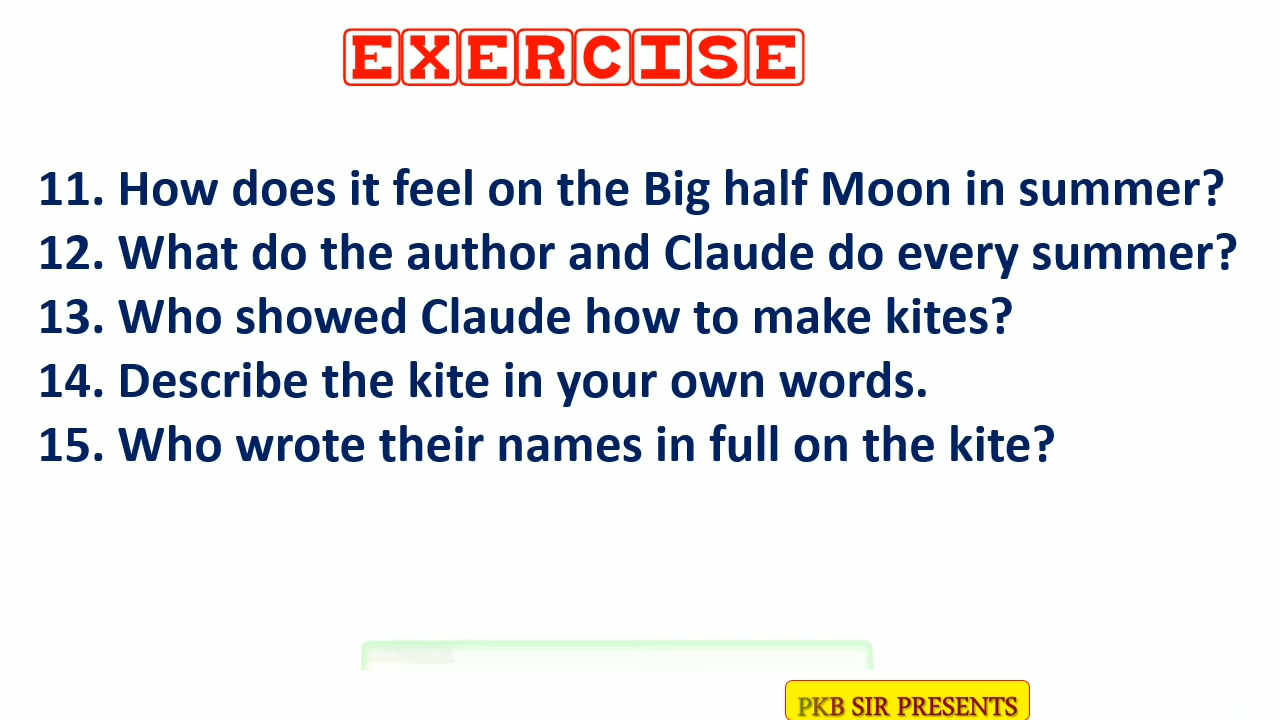 EXERCISE
11. How does it feel on the Big half Moon in summer?
12. What do the author and Claude do every summer?
13. Who showed Claude how to make kites?
14. Describe the kite in your own words.
15. Who wrote their names in full on the kite?
PKB SIR PRESENTS